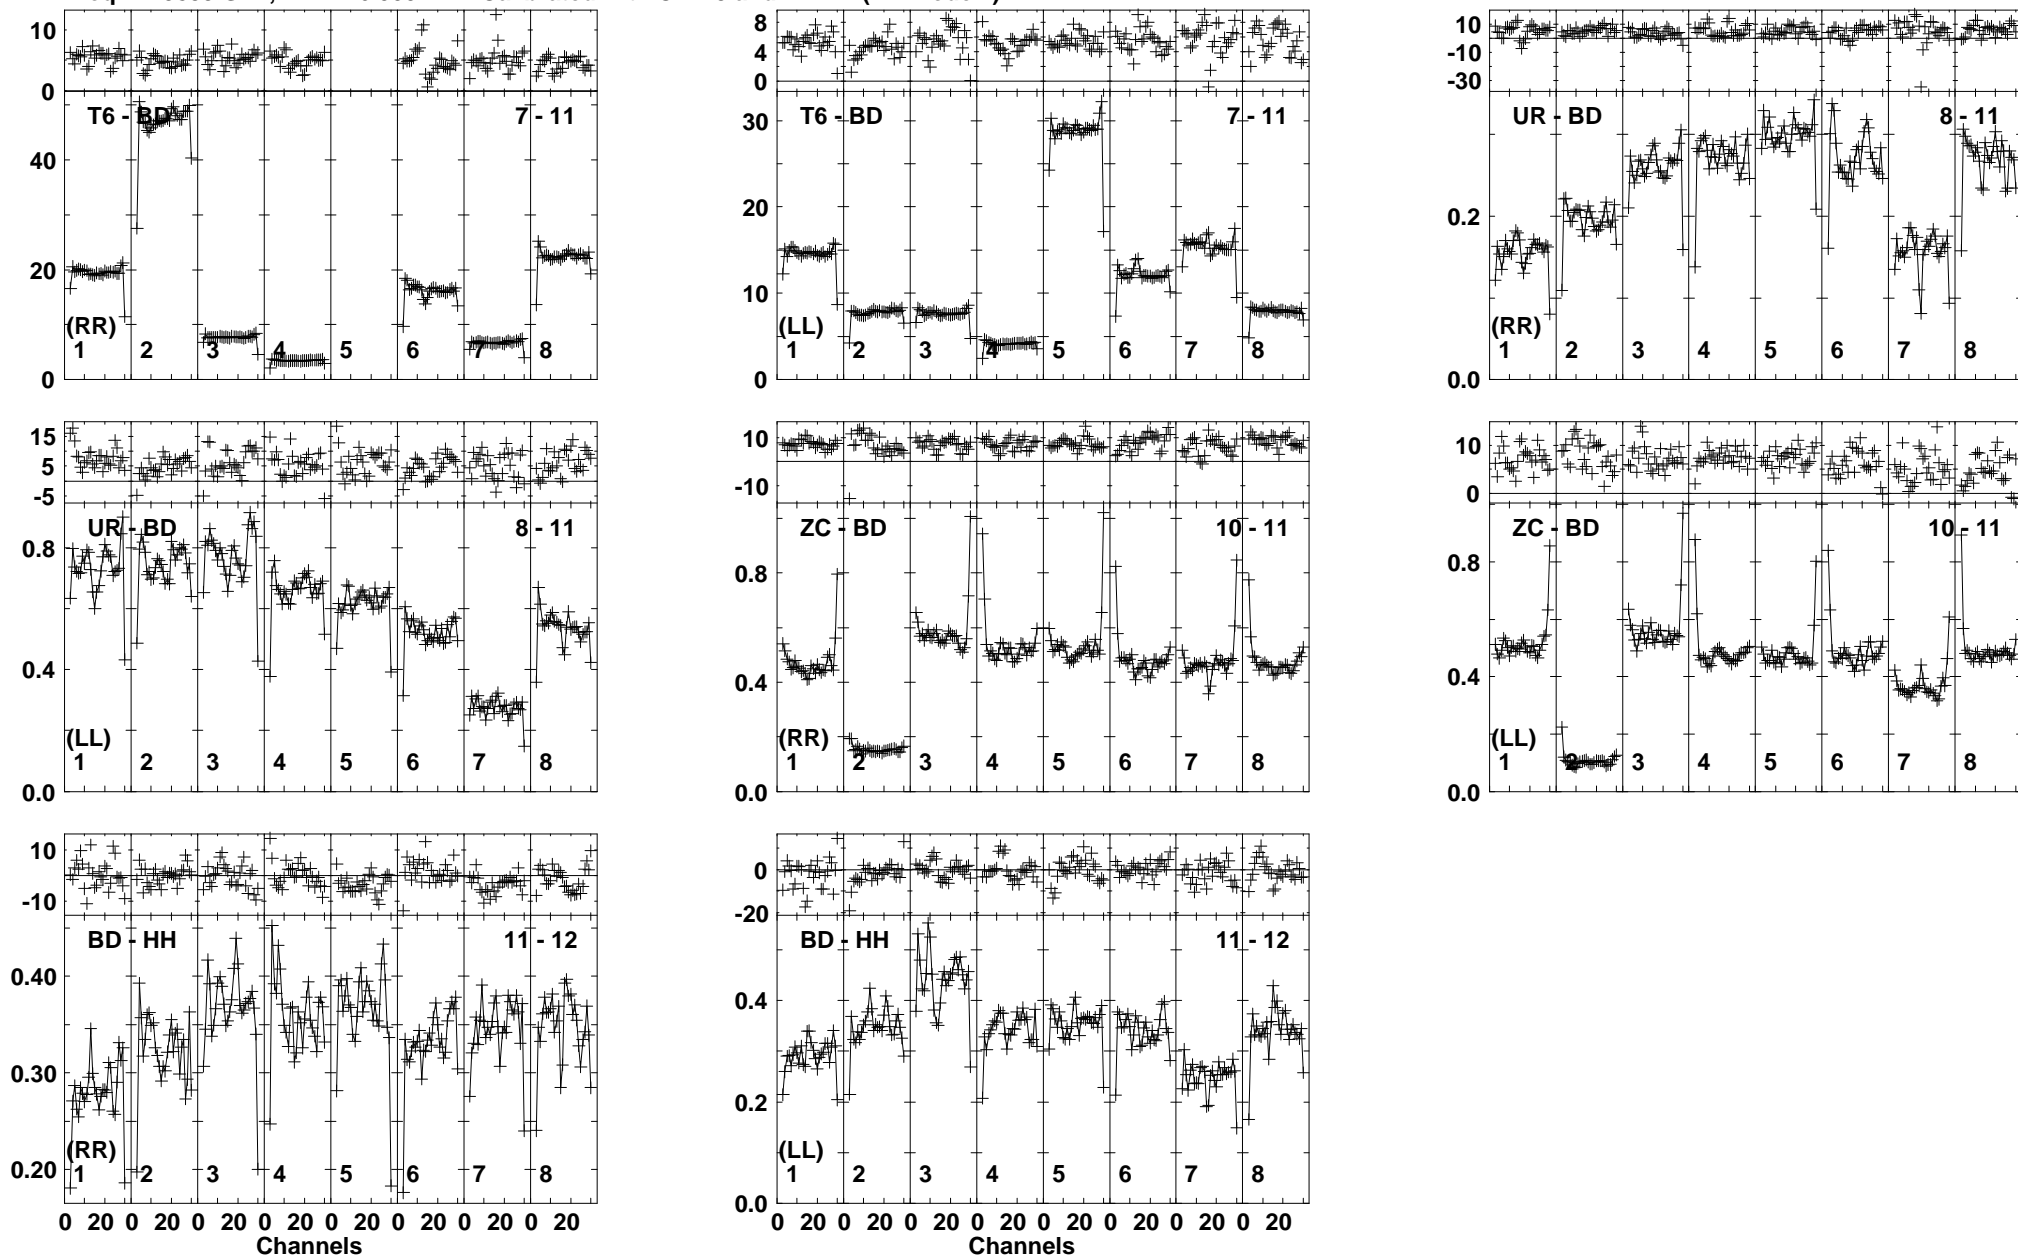 10 0
T6 - BD 7 - 11
40 20 0
(RR)
1 2 3 4 5 6 7 8
8 4 0
T6 - BD 7 - 11
30 20 10 0
(LL)
1 2 3 4 5 6 7 8
10 -10 -30
UR - BD 8 - 11
0.2 0.0
(RR)
1 2 3 4 5 6 7 8
15 5 -5
UR - BD 8 - 11
0.8 0.4 0.0
(LL)
1 2 3 4 5 6 7 8
10 -10
ZC - BD 10 - 11
0.8 0.4 0.0
(RR)
1 2 3 4 5 6 7 8
10 0
ZC - BD 10 - 11
0.8 0.4 0.0
(LL)
1 2 3 4 5 6 7 8
10 -10
BD - HH 11 - 12
0.40 0.30 0.20
(RR)
1 2 3 4 5 6 7 8
0 20 0 20 0 20 0 20 0 20 0 20 0 20 0 20
Channels
0 -20
BD - HH 11 - 12
0.4 0.2 0.0
(LL)
1 2 3 4 5 6 7 8
0 20 0 20 0 20 0 20 0 20 0 20 0 20 0 20
Channels